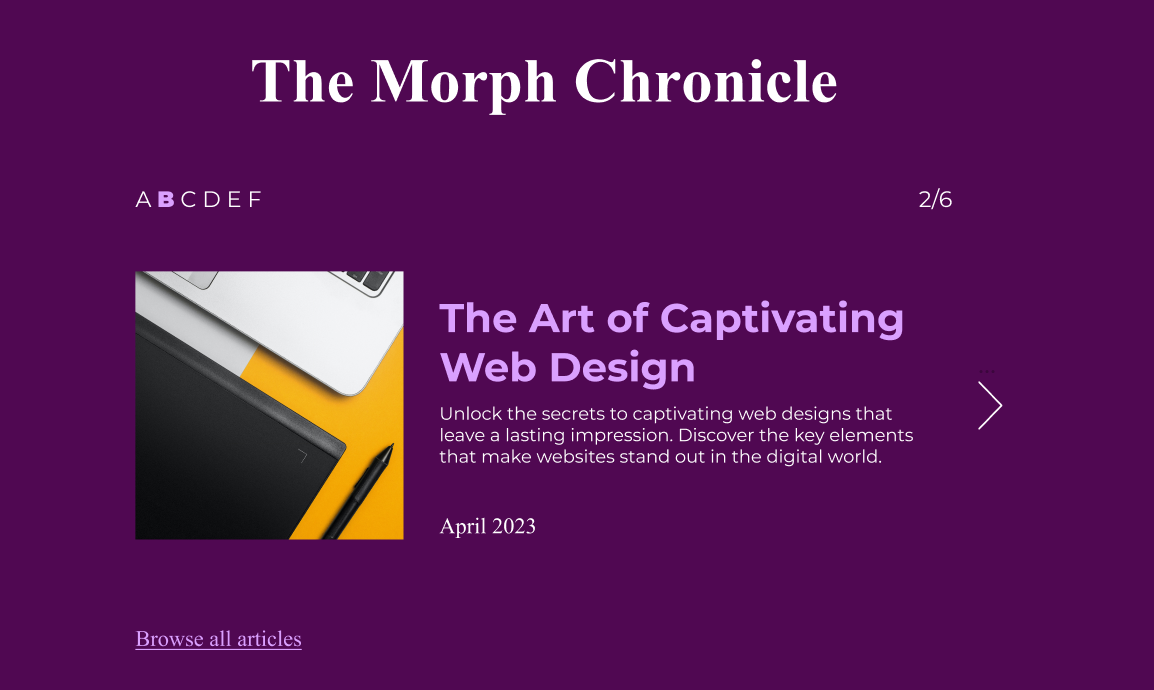 The Morph Chronicle
A B C D E F
2/6
The Art of Captivating
Web Design
Unlock the secrets to captivating web designs that
leave a lasting impression. Discover the key elements
that make websites stand out in the digital world.
...
April 2023
Browse all articles